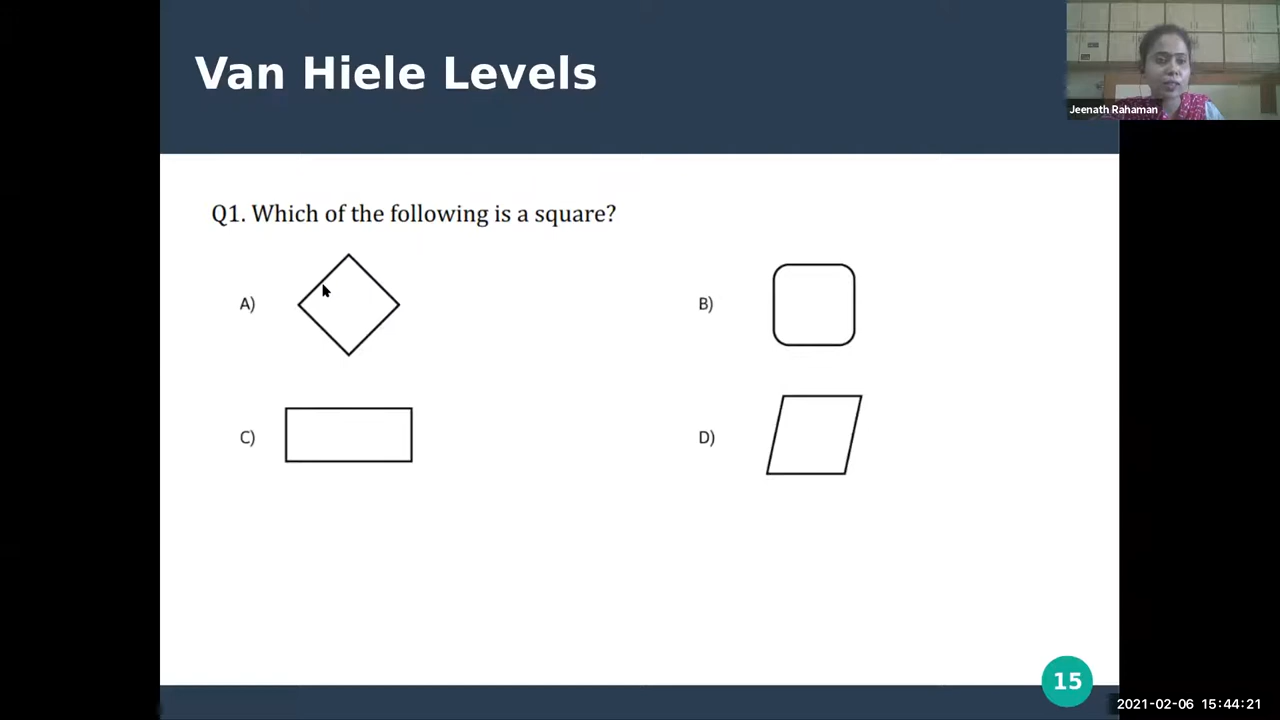 Van Hiele Levels
Jeenath Rahaman
Q1. Which of the following is a square?
A)
B)
C)
D)
15
2021-02-06 15:44:21